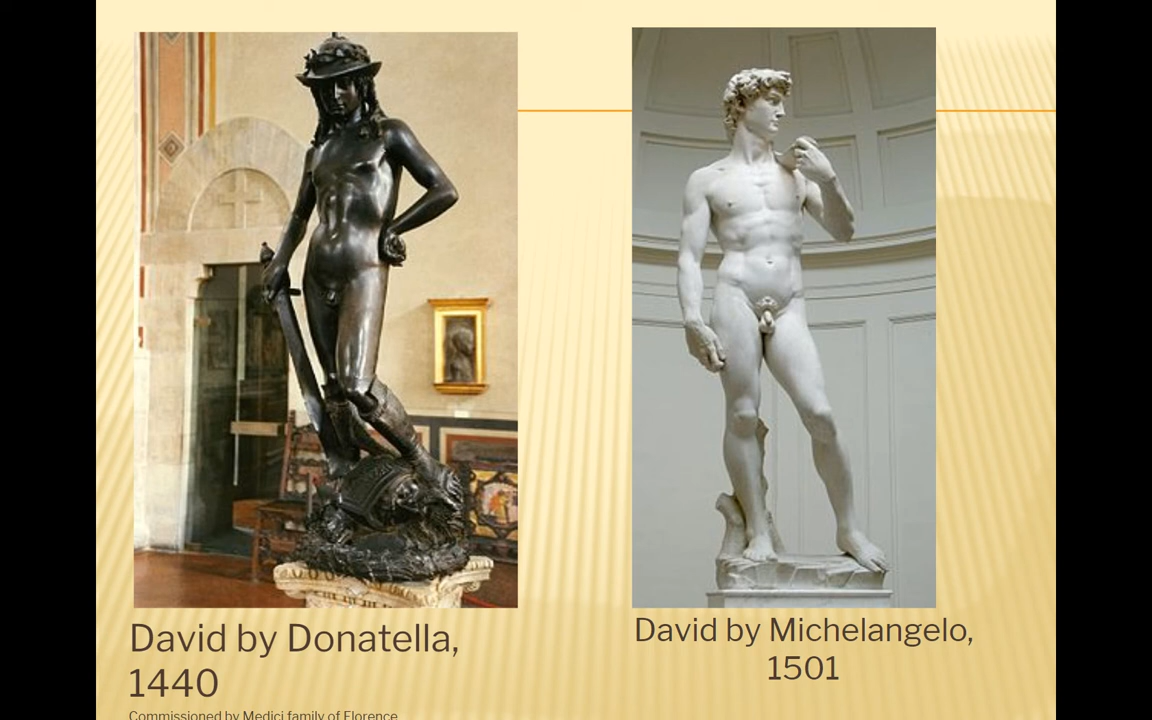 David by Donatella,
1440
Commissioned by Medici family of Florence
David by Michelangelo,
1501